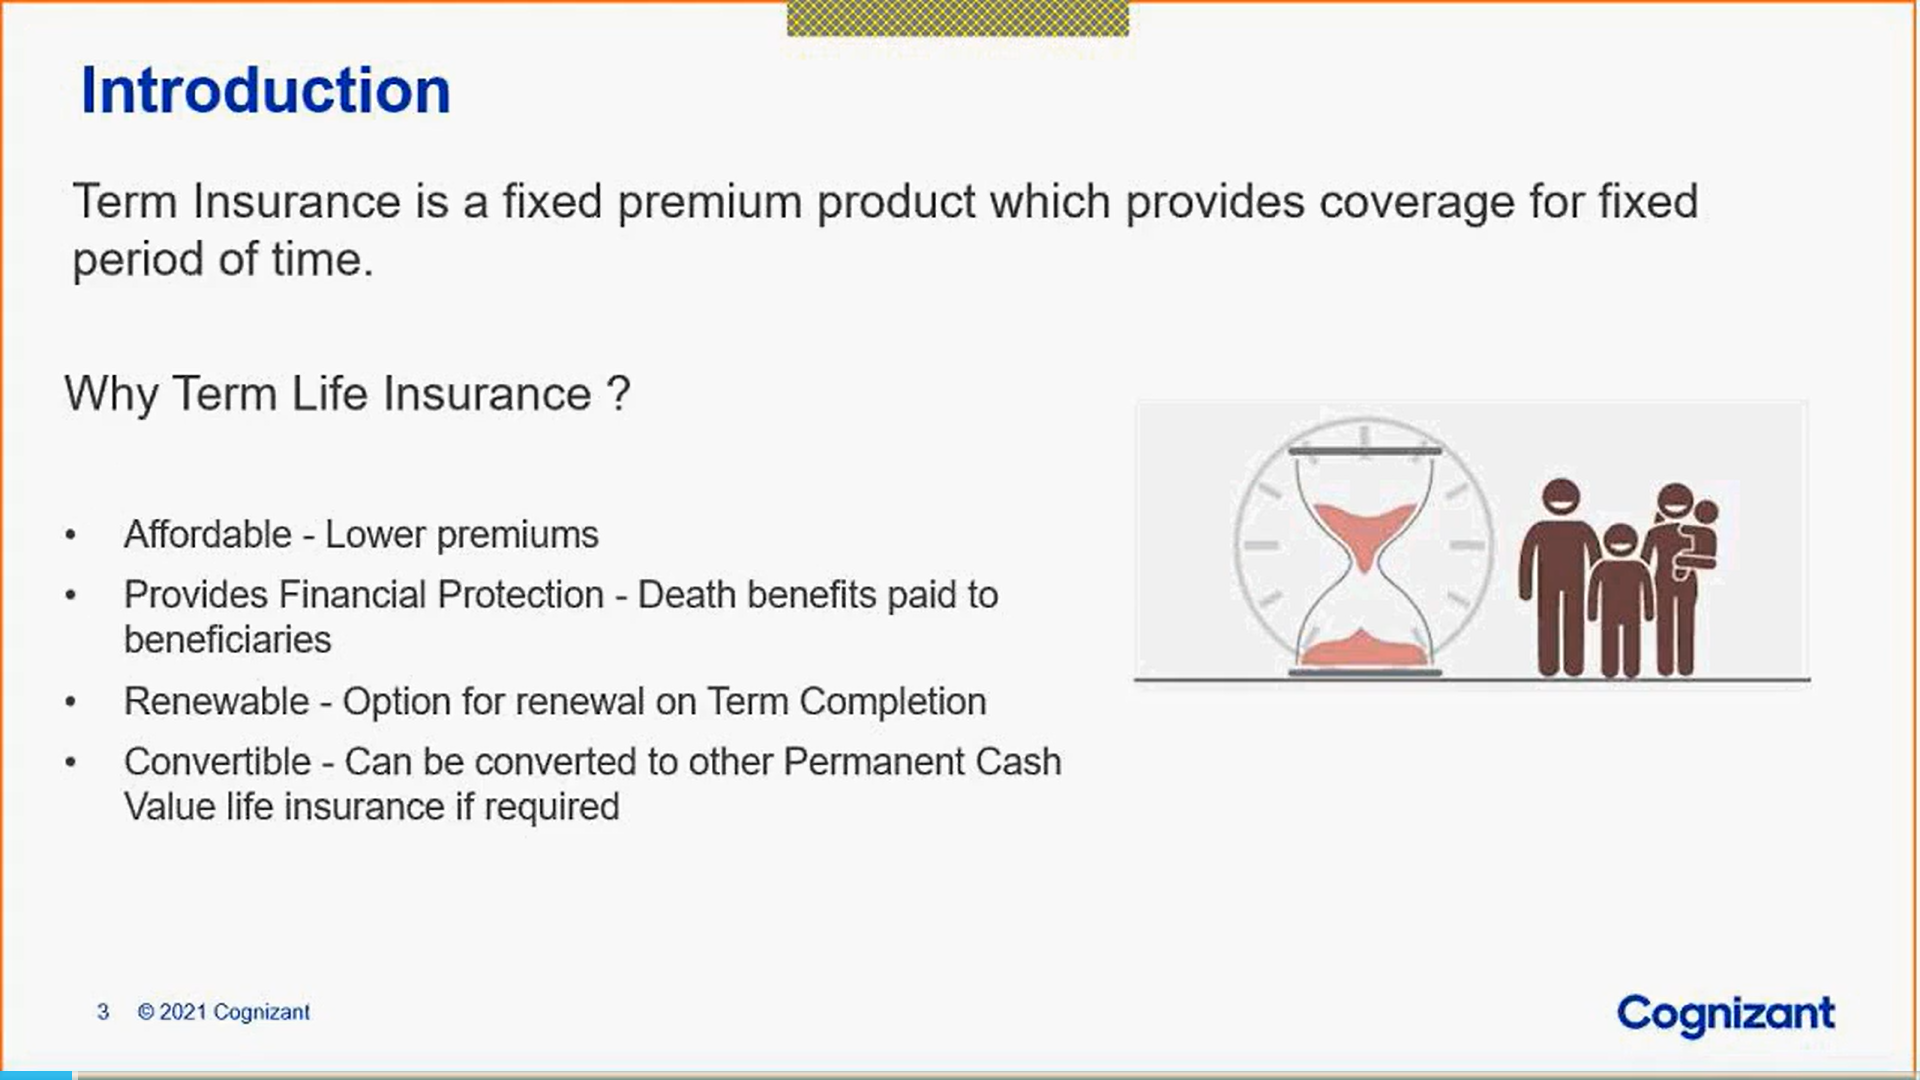 Introduction
Term Insurance is a fixed premium product which provides coverage for fixed
period of time.
Why Term Life Insurance ?
• Affordable - Lower premiums
• Provides Financial Protection - Death benefits paid to
beneficiaries
• Renewable - Option for renewal on Term Completion
• Convertible - Can be converted to other Permanent Cash
Value life insurance if required
3 © 2021 Cognizant
Cognizant